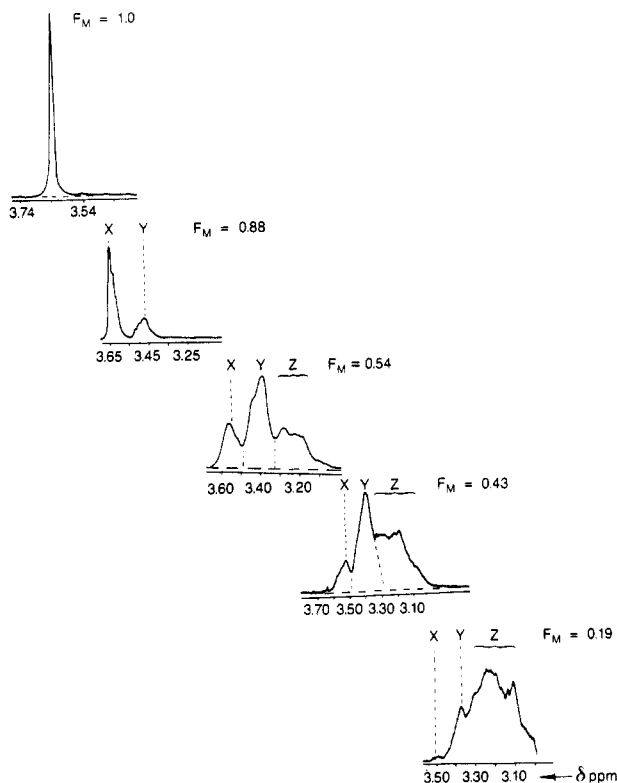 F_M = 1.0
3.74 3.54
X Y F_M = 0.88
3.65 3.45 3.25
X Y Z F_M = 0.54
3.60 3.40 3.20
X Y Z F_M = 0.43
3.70 3.50 3.30 3.10
X Y Z F_M = 0.19
3.50 3.30 3.10 ← δ ppm